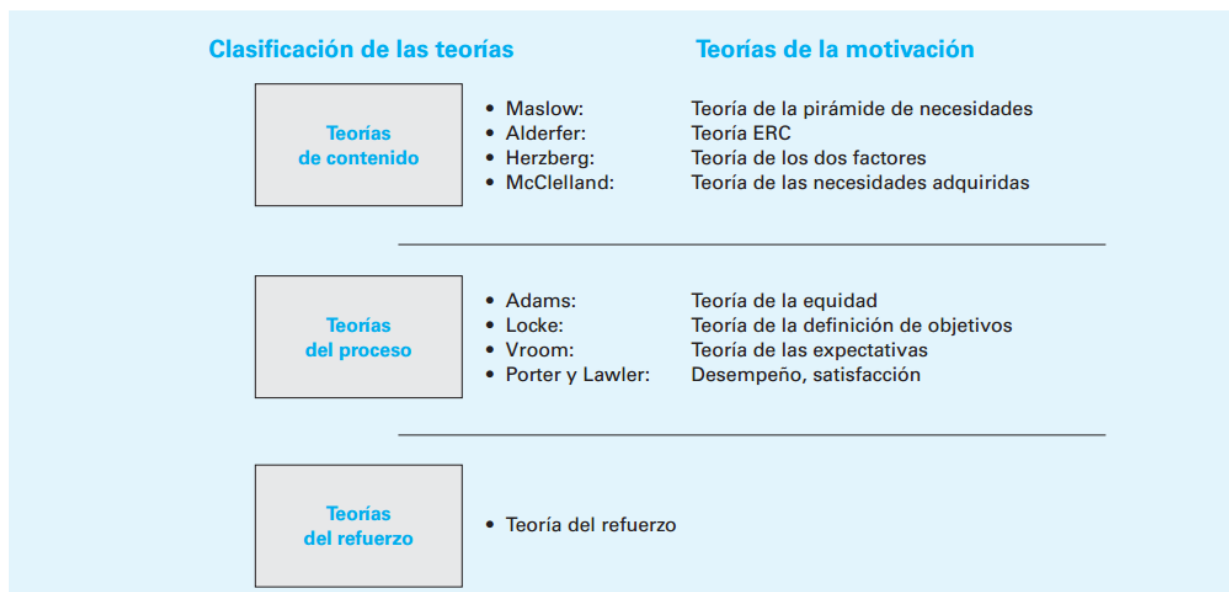 Clasificación de las teorías Teorías de la motivación
Teorías
de contenido
• Maslow: Teoría de la pirámide de necesidades
• Alderfer: Teoría ERC
• Herzberg: Teoría de los dos factores
• McClelland: Teoría de las necesidades adquiridas
Teorías
del proceso
• Adams: Teoría de la equidad
• Locke: Teoría de la definición de objetivos
• Vroom: Teoría de las expectativas
• Porter y Lawler: Desempeño, satisfacción
Teorías
del refuerzo
• Teoría del refuerzo